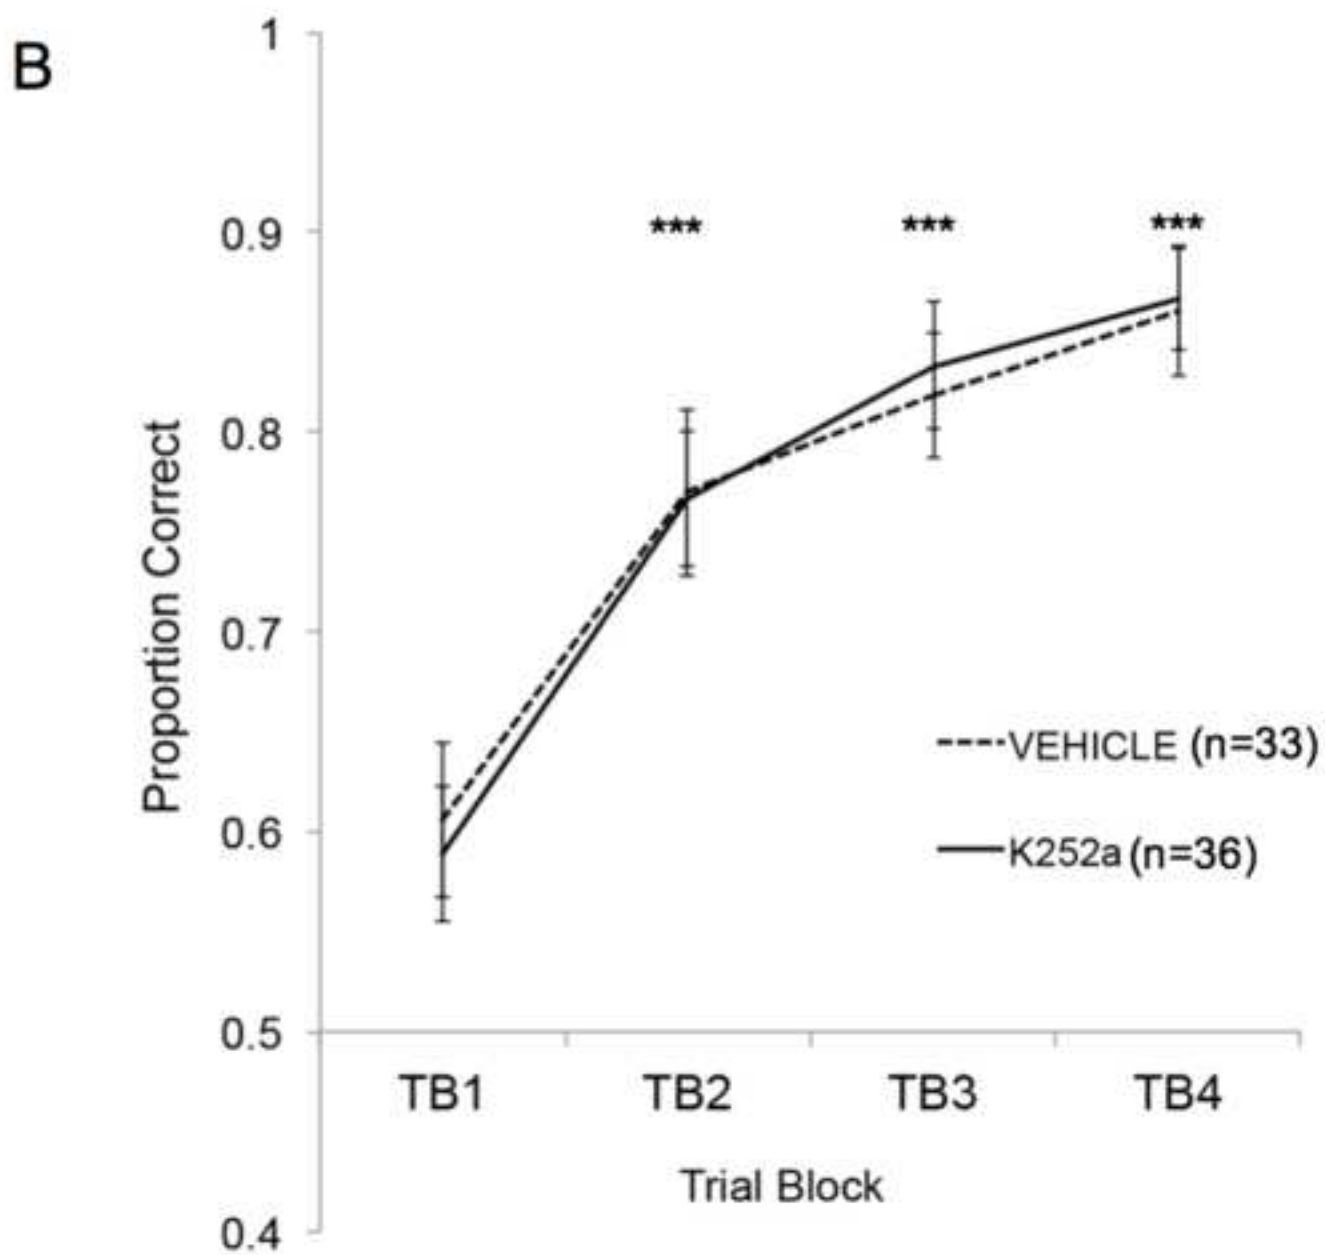 B
1
0.9
0.8
0.7
0.6
0.5
0.4
Proportion Correct
*** *** ***
VEHICLE (n=33)
K252a (n=36)
TB1 TB2 TB3 TB4
Trial Block